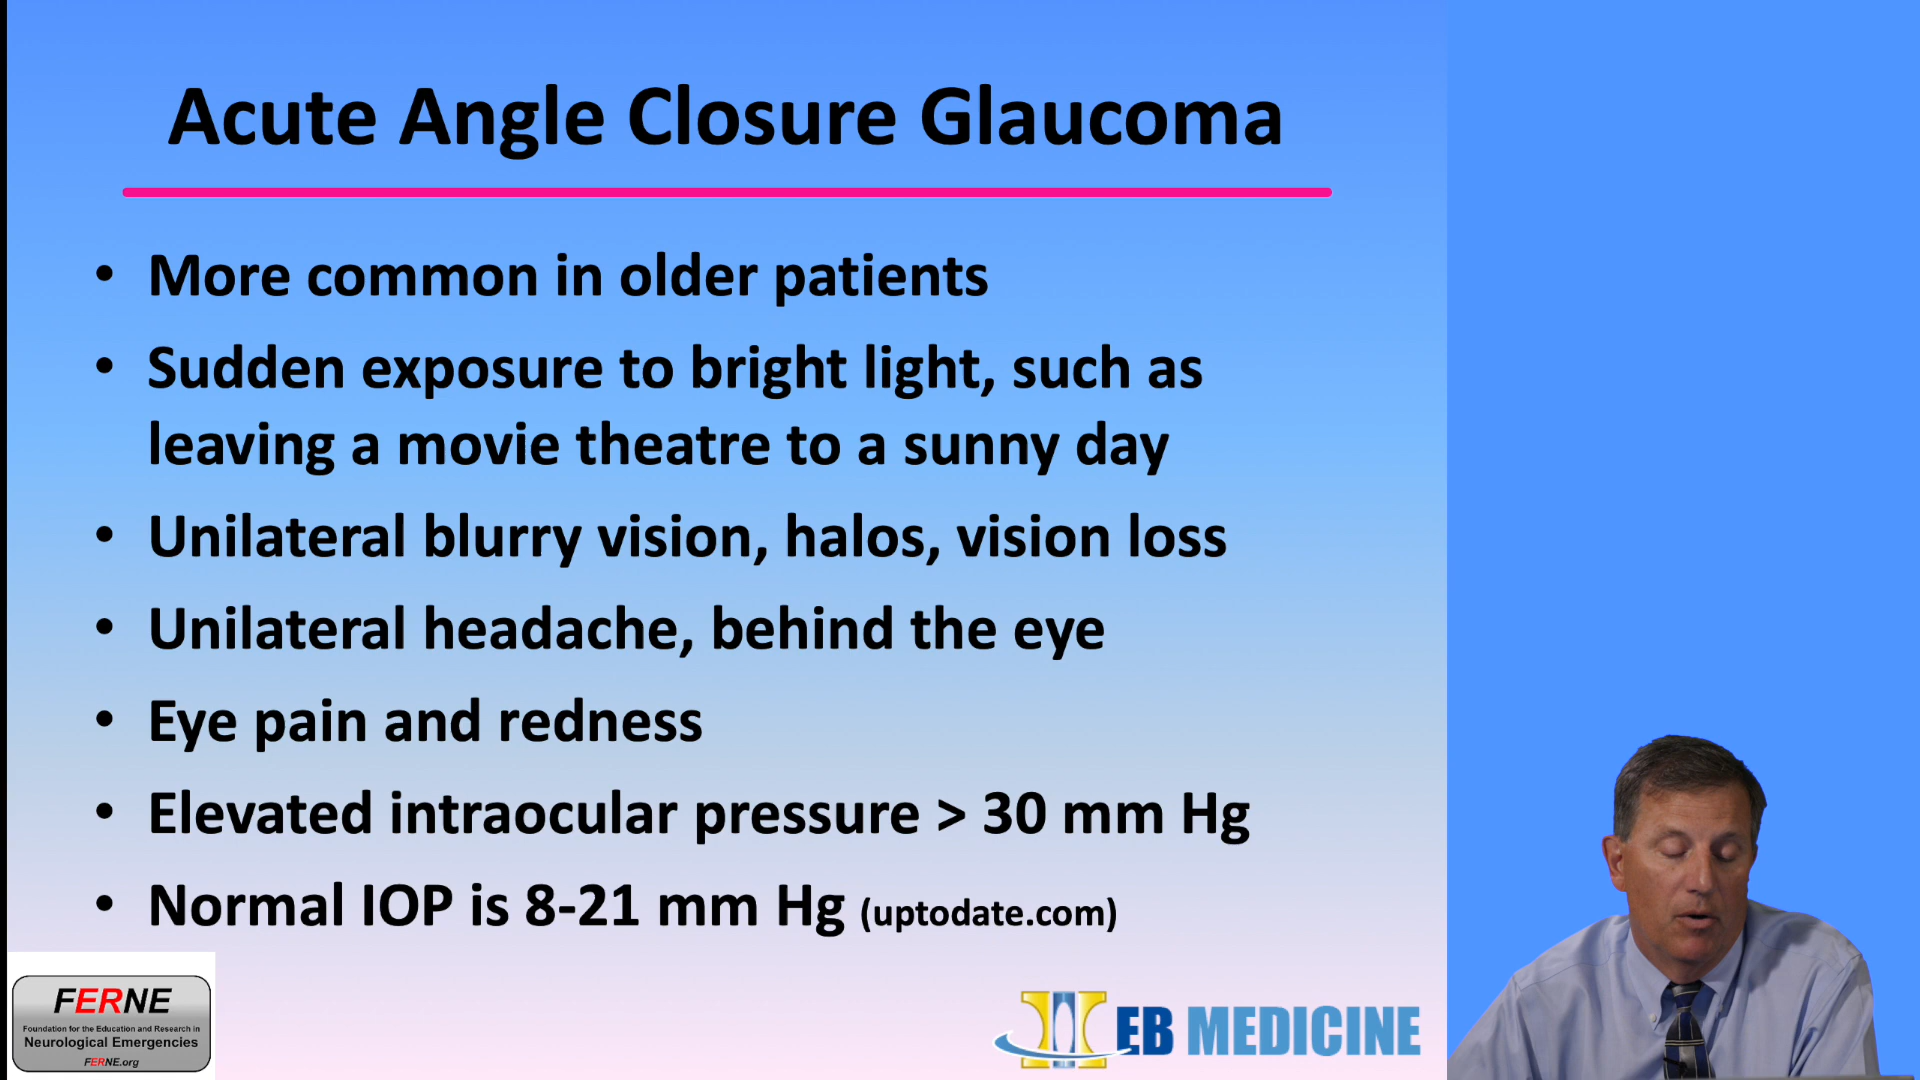 Acute Angle Closure Glaucoma
• More common in older patients
• Sudden exposure to bright light, such as
leaving a movie theatre to a sunny day
• Unilateral blurry vision, halos, vision loss
• Unilateral headache, behind the eye
• Eye pain and redness
• Elevated intraocular pressure > 30 mm Hg
• Normal IOP is 8-21 mm Hg (uptodate.com)
FERNE
Foundation for the Education and Research in
Neurological Emergencies
FERNE.org
EB MEDICINE